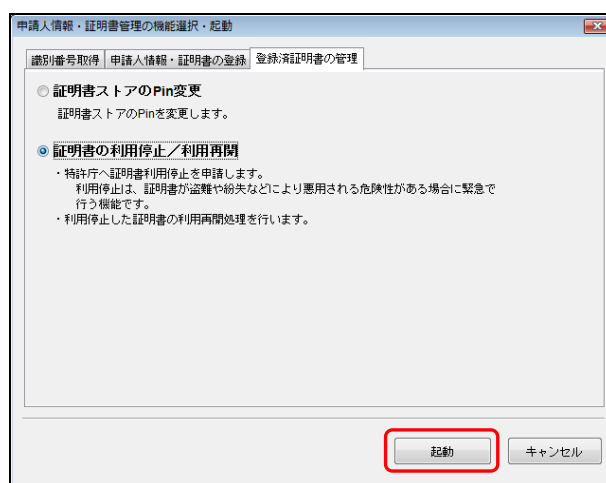 申請人情報・証明書管理の機能選択・起動
識別番号取得 申請人情報・証明書の登録 登録済証明書の管理
証明書ストアのPin変更
証明書ストアのPinを変更します。
証明書の利用停止／利用再開
・特許庁へ証明書利用停止を申請します。
利用停止は、証明書が盗難や紛失などにより悪用される危険性がある場合に緊急で
行う機能です。
・利用停止した証明書の利用再開処理を行います。
起動 キャンセル